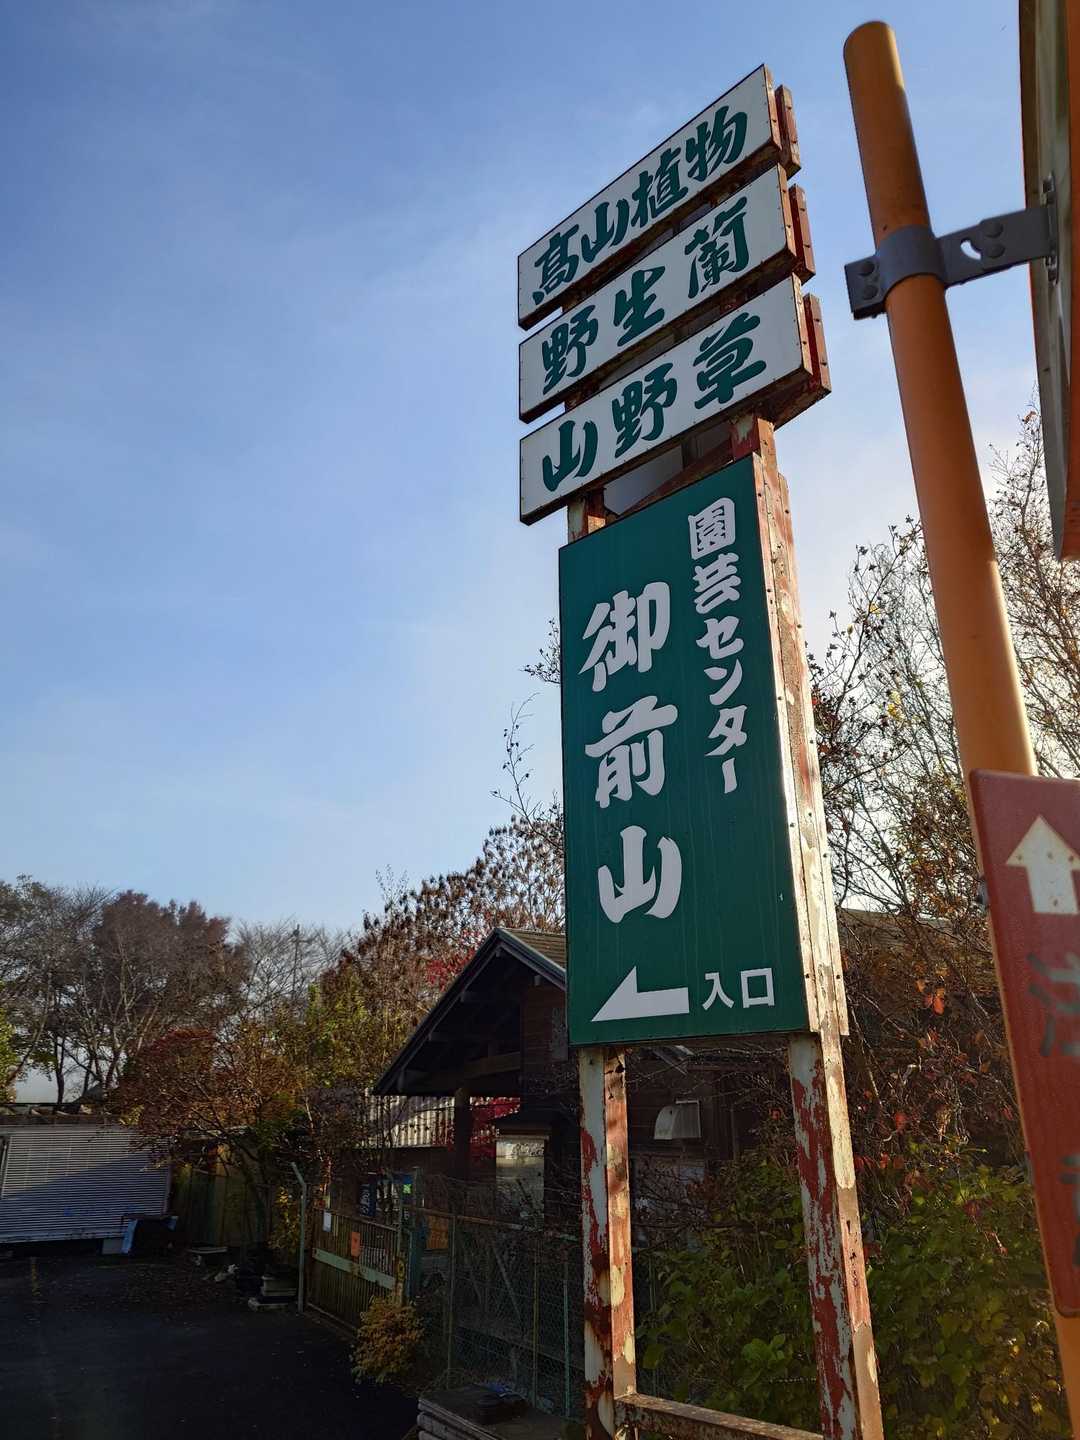 高山植物
野生蘭
山野草
園芸センター
御前山
入口